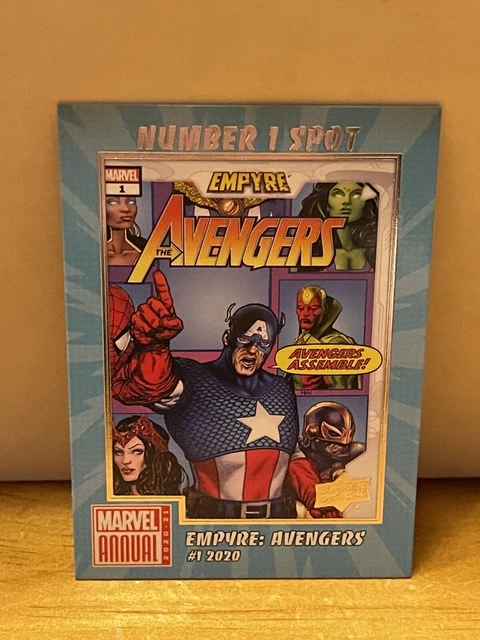 NUMBER 1 SPOT
MARVEL
1
EMPYRE
THE AVENGERS
AVENGERS
ASSEMBLE!
MARVEL
ANNUAL
2020-21
EMPYRE: AVENGERS
#1 2020